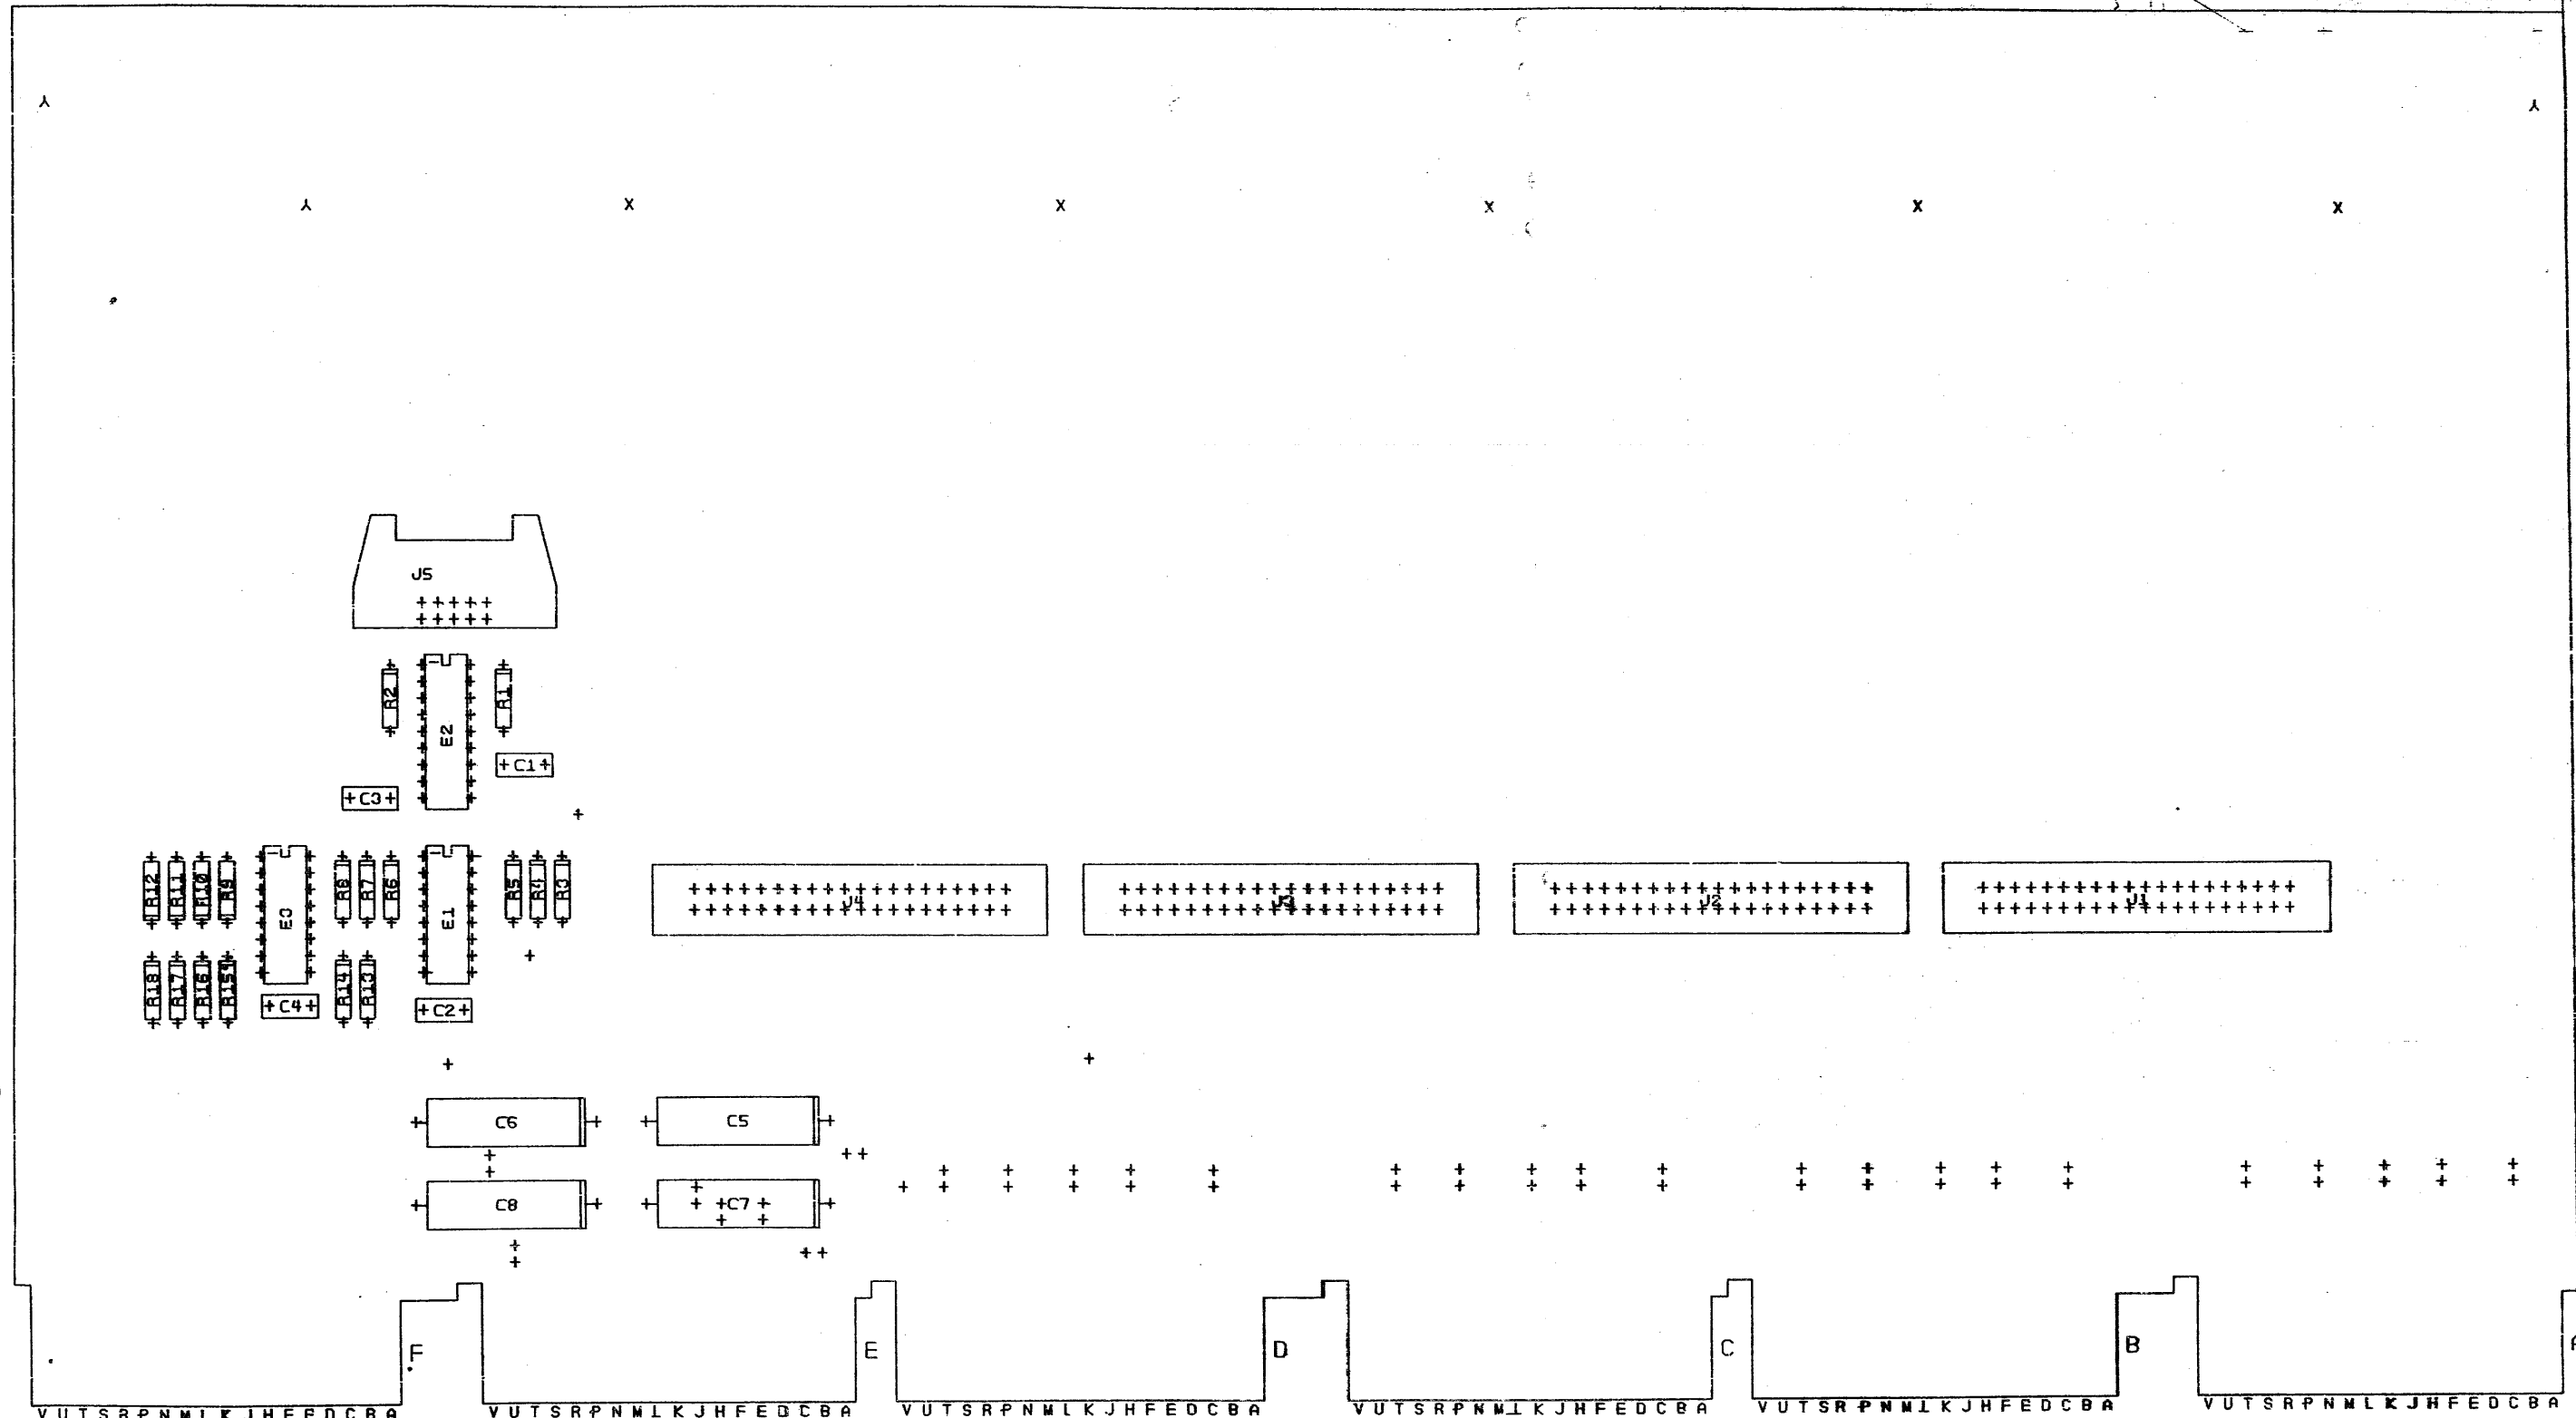 J5
R2
R1
E2
C1
C3
R12 R11 R10 R9 R8 R7 R6 R5 R4 R3
E3
E1
J4
J3
J2
J1
R18 R17 R16 R15 R14 R13
C4
C2
C6
C5
C8
C7
F
E
D
C
B
A
V U T S R P N M L K J H F E D C B A
V U T S R P N M L K J H F E D C B A
V U T S R P N M L K J H F E D C B A
V U T S R P N M L K J H F E D C B A
V U T S R P N M L K J H F E D C B A
V U T S R P N M L K J H F E D C B A